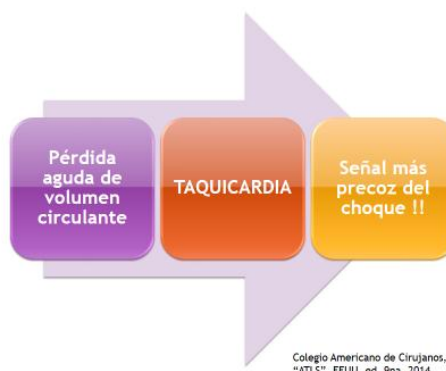 Pérdida
aguda de
volumen
circulante
TAQUICARDIA
Señal más
precoz del
choque !!
Colegio Americano de Cirujanos,
"ATLS" EEUU, ed. 9na, 2014